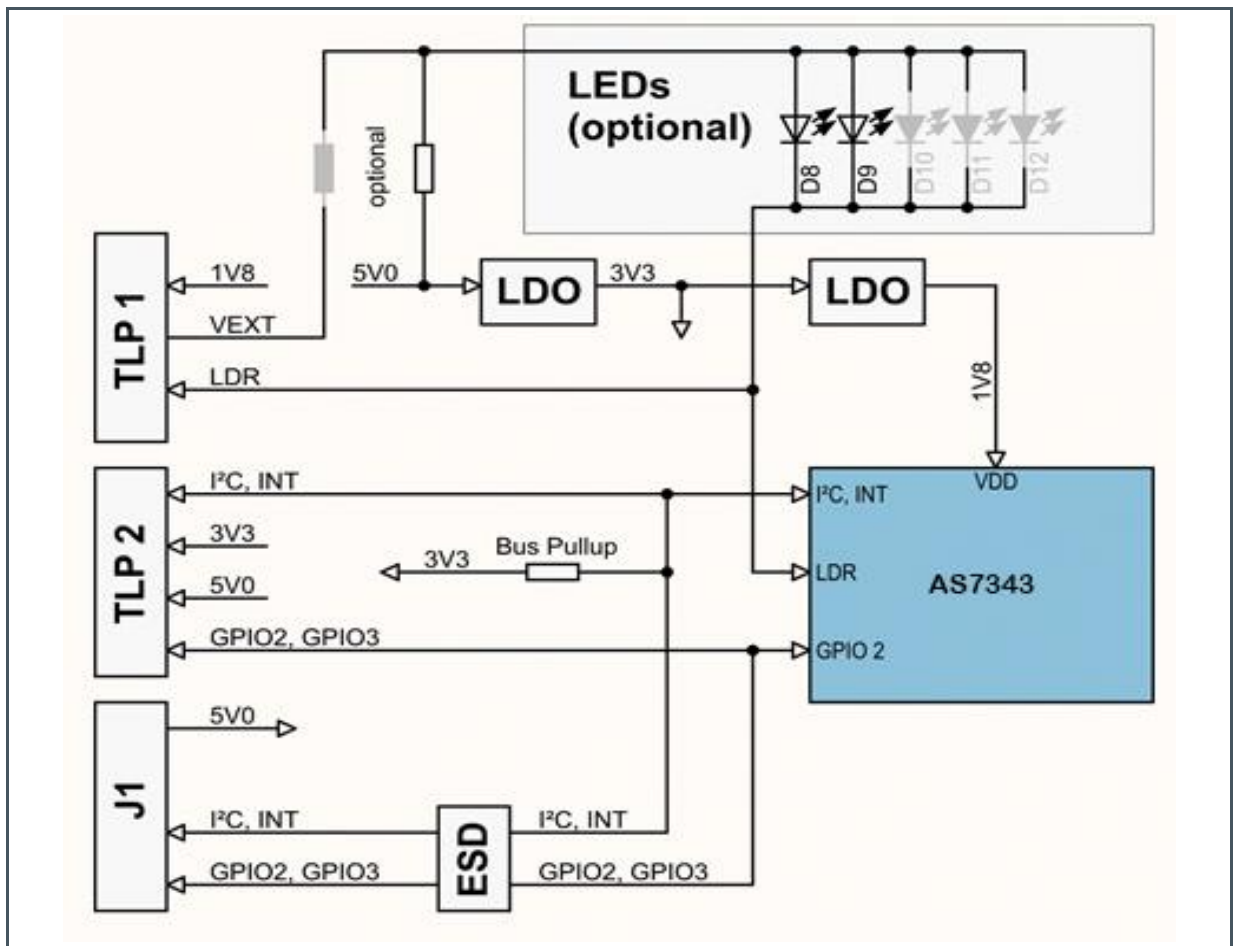 LEDs
(optional)
optional
D8
D9
D10
D11
D12
TLP 1
1V8
VEXT
LDR
5V0
LDO
3V3
LDO
1V8
TLP 2
I²C, INT
3V3
5V0
GPIO2, GPIO3
3V3
Bus Pullup
VDD
I²C, INT
LDR
AS7343
GPIO 2
J1
5V0
I²C, INT
GPIO2, GPIO3
ESD
I²C, INT
GPIO2, GPIO3